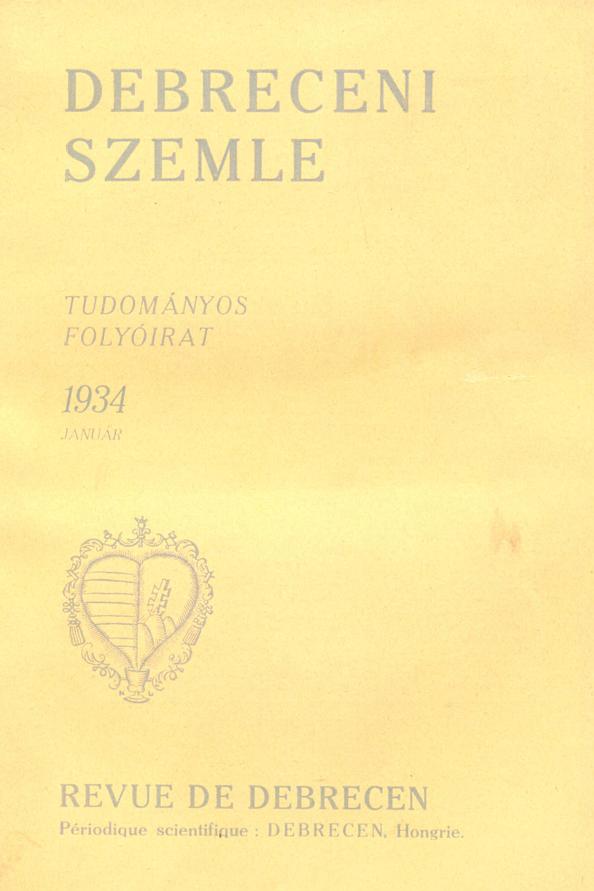 DEBRECENI
SZEMLE
TUDOMÁNYOS
FOLYÓIRAT
1934
JANUÁR
REVUE DE DEBRECEN
Périodique scientifique : DEBRECEN, Hongrie.